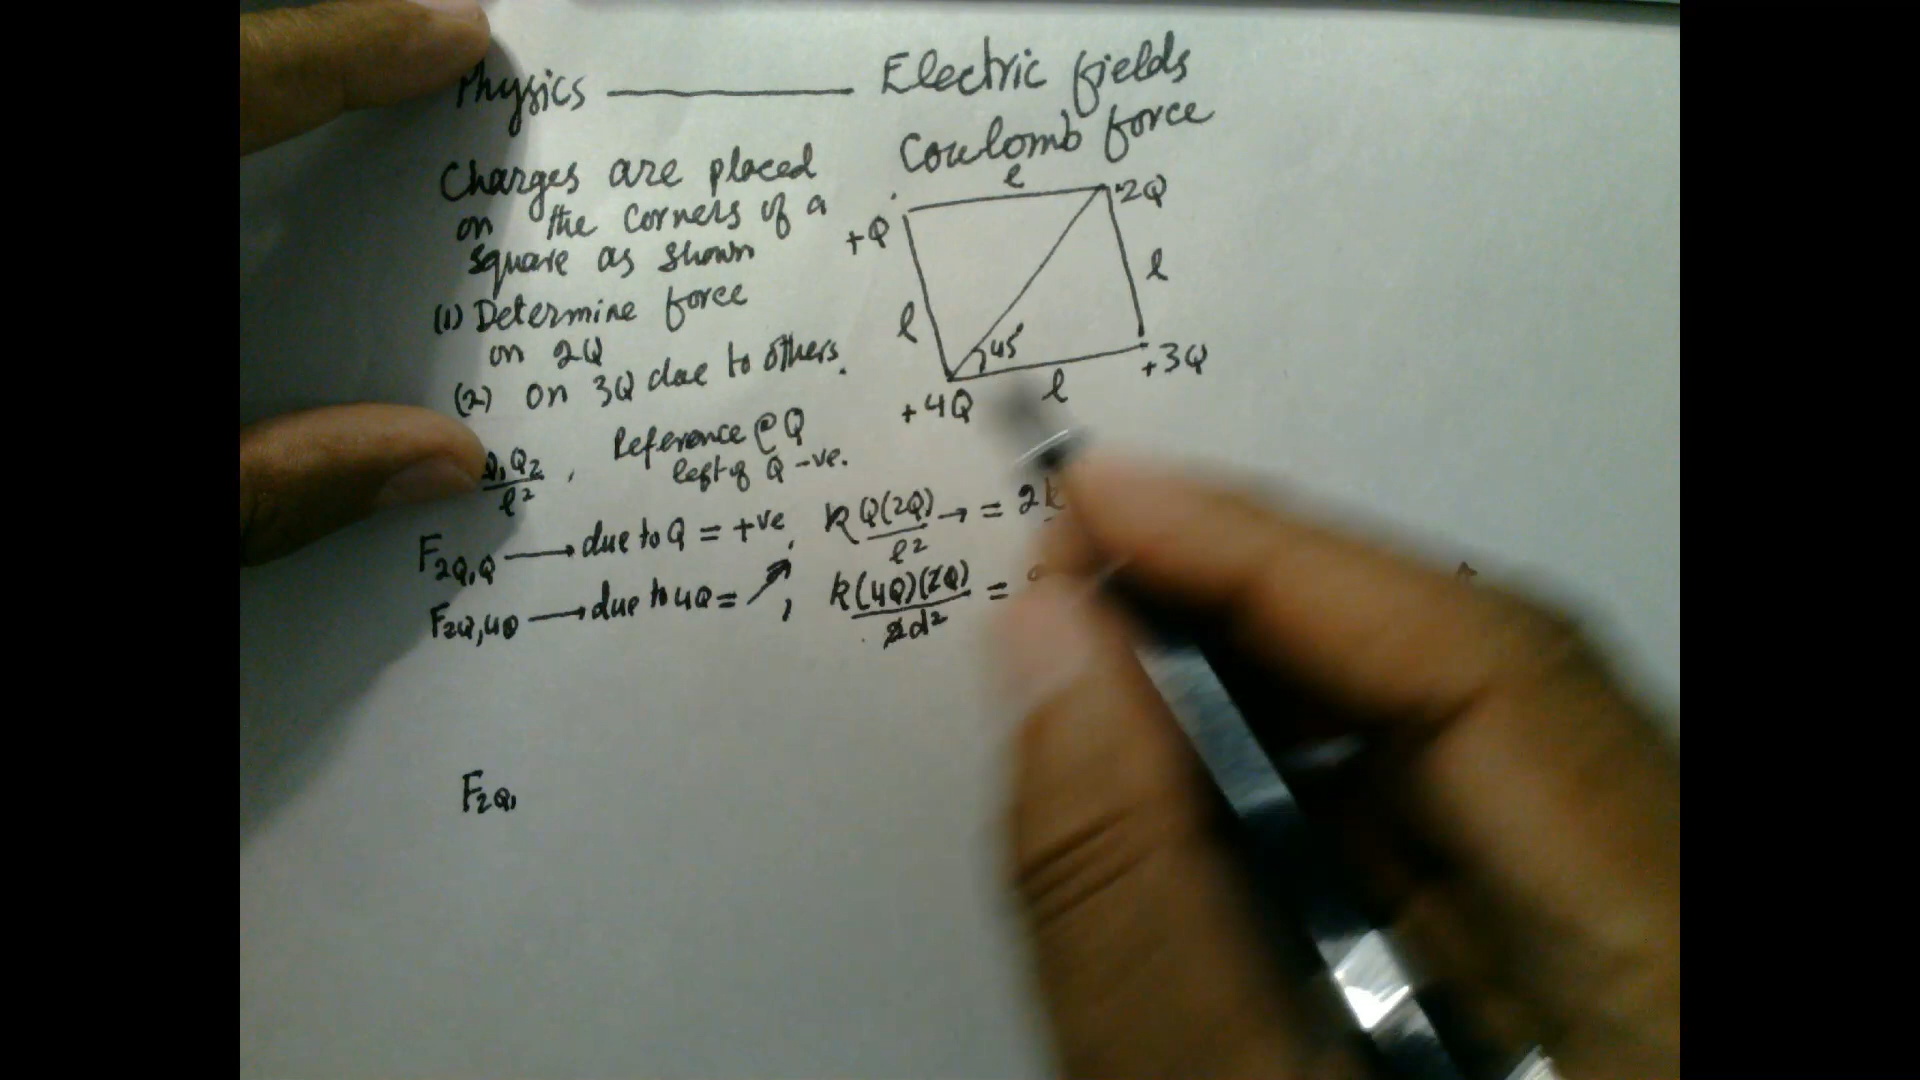 Physics ——— Electric fields
Coulomb force
Charges are placed
on the corners of a
square as shown
(1) Determine force
on 2Q
(2) on 3Q due to others.
l
2Q
+Q
l
l
45°
+3Q
l
+4Q
Q1Q2/l², Reference @ Q
left of Q -ve.
F2Q,Q → due to Q = +ve, k Q(2Q)/l² → = 2k
F2Q,4Q → due to 4Q = ↗, k(4Q)(2Q)/2d² =
F2Q,